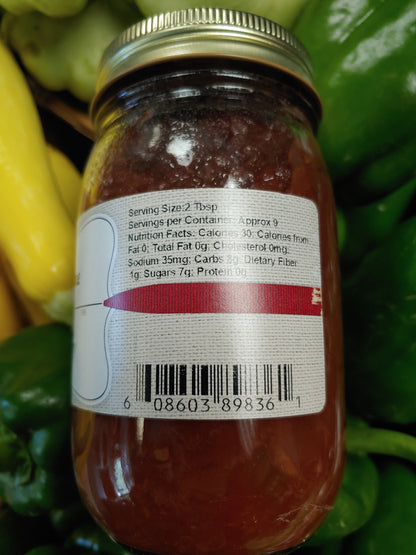 Serving Size:2 Tbsp
Servings per Container: Approx 9
Nutrition Facts: Calories 30; Calories from
Fat 0; Total Fat 0g; Cholesterol 0mg;
Sodium 35mg; Carbs 8g; Dietary Fiber
1g; Sugars 7g; Protein 0g
6 08603 89836 1